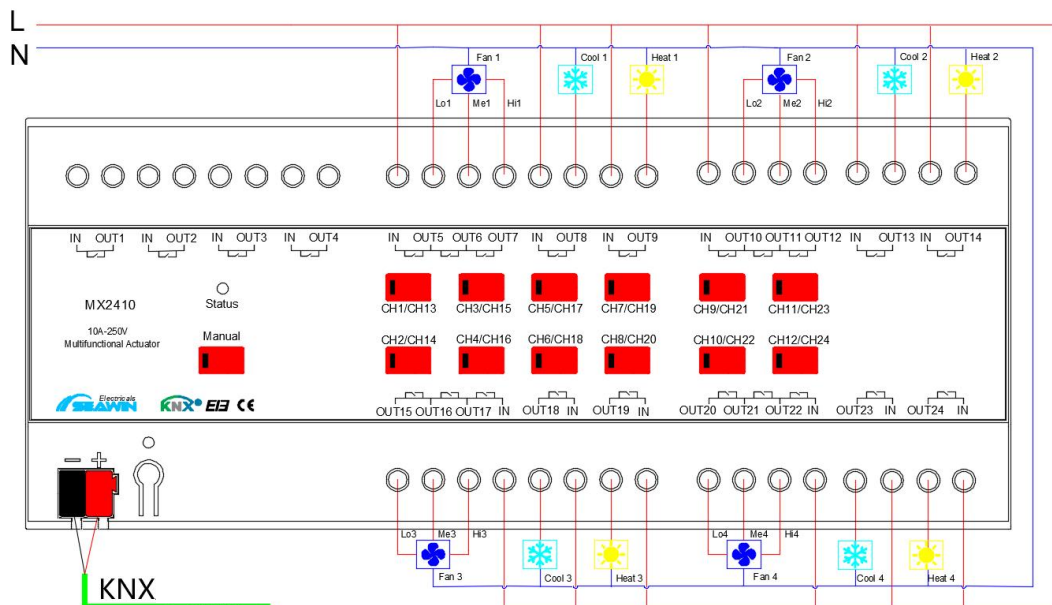 L
N
Fan 1 Cool 1 Heat 1 Fan 2 Cool 2 Heat 2
Lo1 Me1 Hi1 Lo2 Me2 Hi2
IN OUT1 IN OUT2 IN OUT3 IN OUT4 IN OUT5 OUT6 OUT7 IN OUT8 IN OUT9 IN OUT10 OUT11 OUT12 IN OUT13 IN OUT14
MX2410
10A-250V
Multifunctional Actuator
Status
Manual
CH1/CH13 CH3/CH15 CH5/CH17 CH7/CH19 CH9/CH21 CH11/CH23
CH2/CH14 CH4/CH16 CH6/CH18 CH8/CH20 CH10/CH22 CH12/CH24
Electricals
SEAWIN KNX EIB CE
OUT15 OUT16 OUT17 IN OUT18 IN OUT19 IN OUT20 OUT21 OUT22 IN OUT23 IN OUT24 IN
— +
Lo3 Me3 Hi3 Lo4 Me4 Hi4
Fan 3 Cool 3 Heat 3 Fan 4 Cool 4 Heat 4
KNX